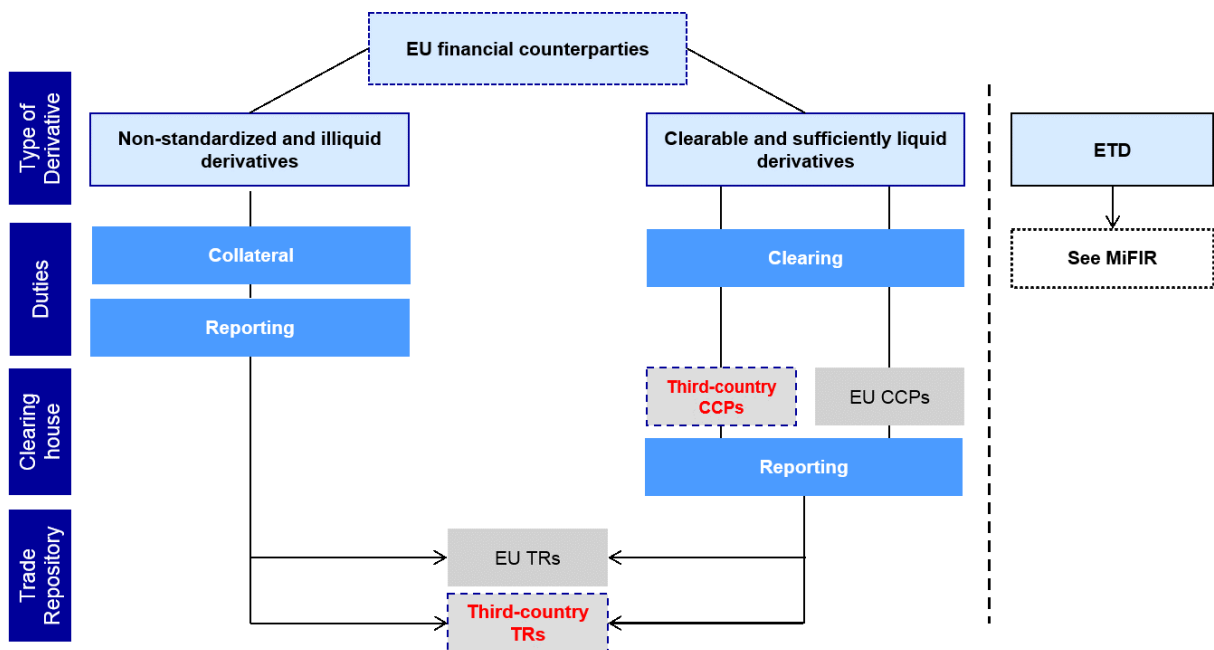 EU financial counterparties
Type of
Derivative
Non-standardized and illiquid
derivatives
Clearable and sufficiently liquid
derivatives
ETD
Duties
Collateral
Clearing
See MiFIR
Reporting
Clearing
house
Third-country
CCPs
EU CCPs
Reporting
Trade
Repository
EU TRs
Third-country
TRs